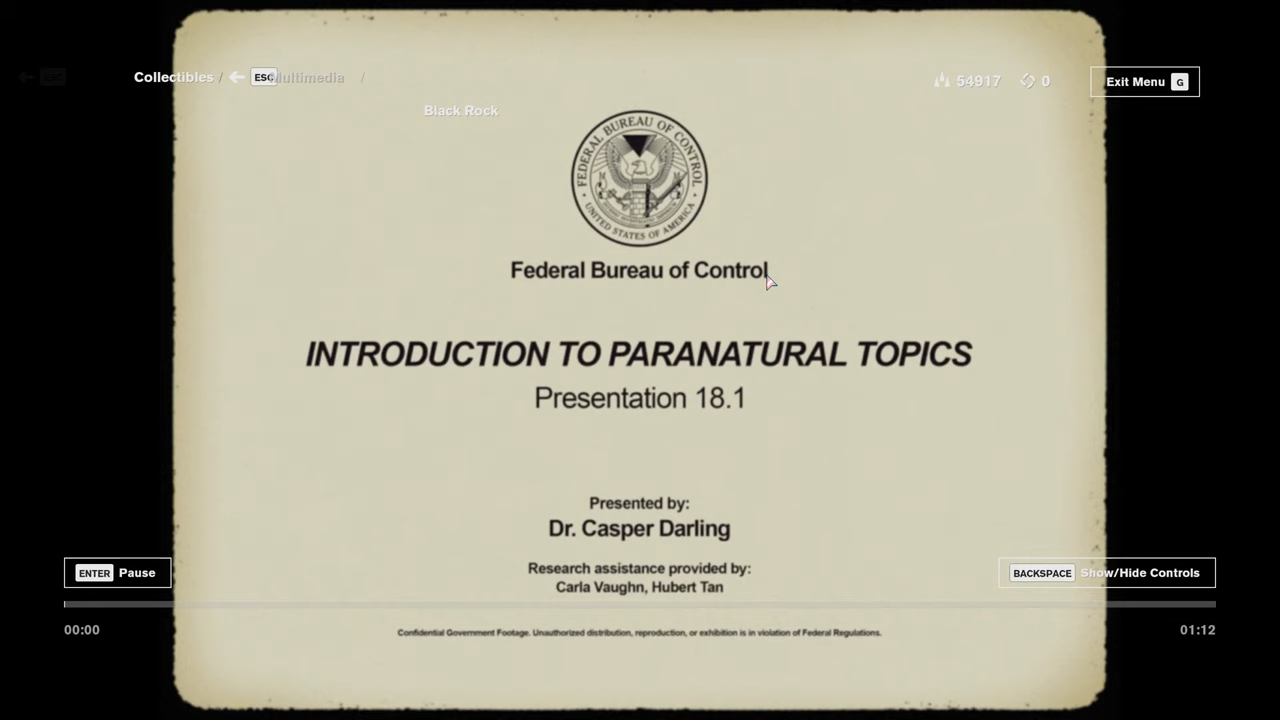 ESC
Collectibles / ESC Multimedia /
54917
0
Exit Menu G
Black Rock
FEDERAL BUREAU OF CONTROL
UNITED STATES OF AMERICA
Federal Bureau of Control
INTRODUCTION TO PARANATURAL TOPICS
Presentation 18.1
Presented by:
Dr. Casper Darling
Research assistance provided by:
Carla Vaughn, Hubert Tan
ENTER Pause
BACKSPACE Show/Hide Controls
00:00
01:12
Confidential Government Footage. Unauthorized distribution, reproduction, or exhibition is in violation of Federal Regulations.